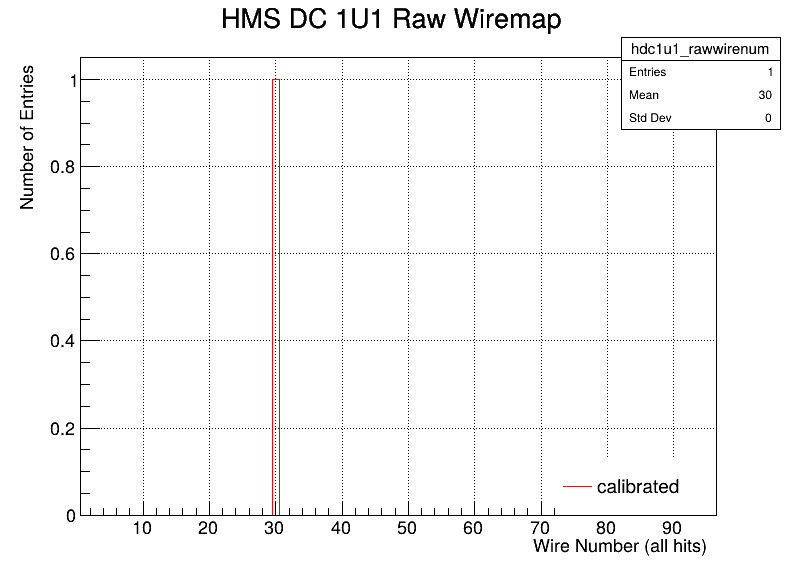 HMS DC 1U1 Raw Wiremap
hdc1u1_rawwirenum
Entries 1
Mean 30
Std Dev 0
Number of Entries
1
0.8
0.6
0.4
0.2
0
calibrated
10 20 30 40 50 60 70 80 90
Wire Number (all hits)